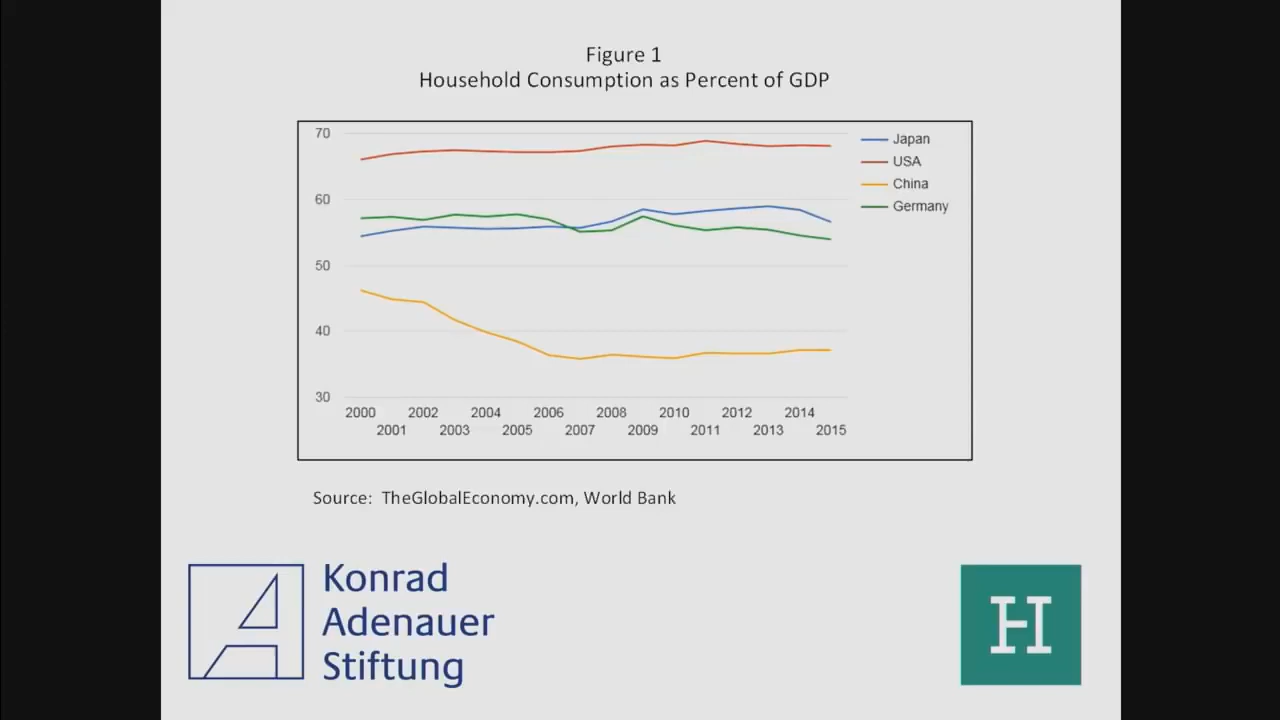 Figure 1
Household Consumption as Percent of GDP
70
60
50
40
30
Japan
USA
China
Germany
2000 2002 2004 2006 2008 2010 2012 2014
2001 2003 2005 2007 2009 2011 2013 2015
Source: TheGlobalEconomy.com, World Bank
Konrad
Adenauer
Stiftung
H